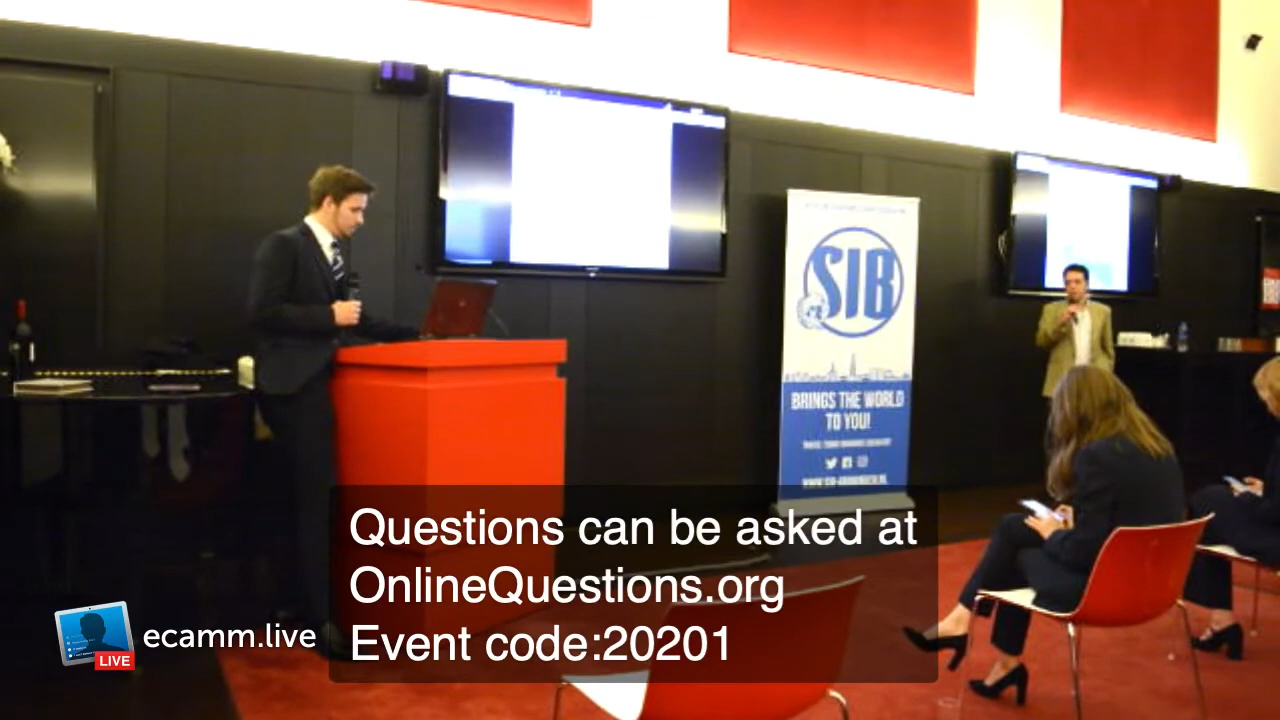 SIB
BRINGS THE WORLD
TO YOU!
Questions can be asked at
OnlineQuestions.org
Event code:20201
ecamm.live
LIVE